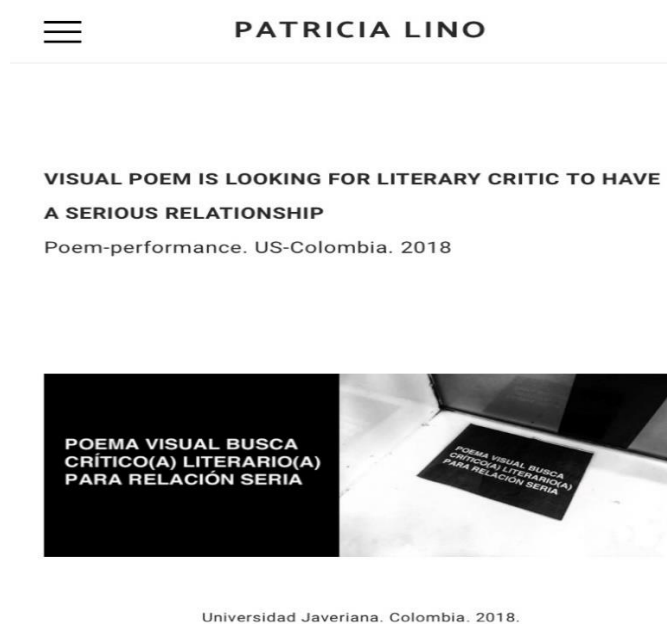 PATRICIA LINO
VISUAL POEM IS LOOKING FOR LITERARY CRITIC TO HAVE
A SERIOUS RELATIONSHIP
Poem-performance. US-Colombia. 2018
POEMA VISUAL BUSCA
CRÍTICO(A) LITERARIO(A)
PARA RELACIÓN SERIA
POEMA VISUAL BUSCA
CRÍTICO(A) LITERARIO(A)
PARA RELACIÓN SERIA
Universidad Javeriana. Colombia. 2018.